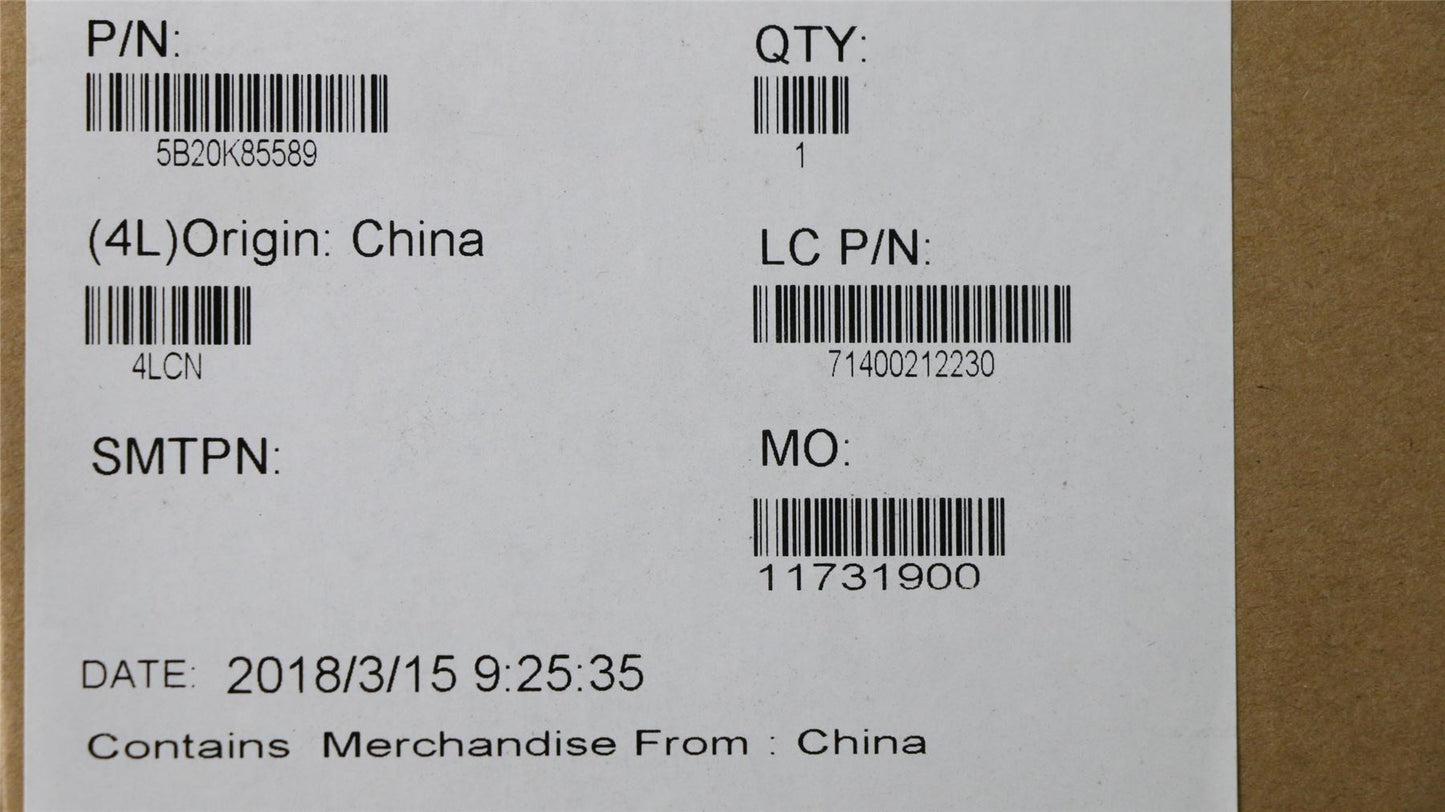 P/N:
QTY:
5B20K85589
1
(4L)Origin: China
LC P/N:
4LCN
71400212230
SMTPN:
MO:
11731900
DATE: 2018/3/15 9:25:35
Contains Merchandise From : China